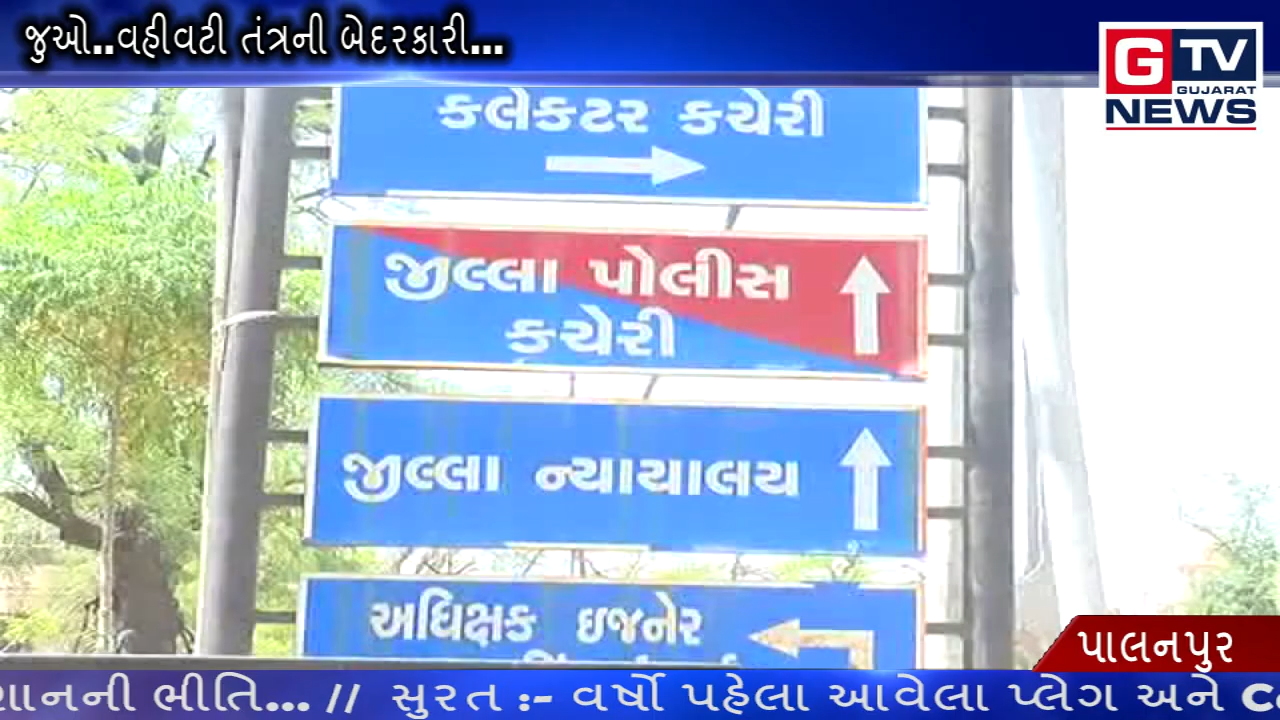 જુઓ..વહીવટી તંત્રની બેદરકારી...
G TV
GUJARAT
NEWS
કલેકટર કચેરી
જીલ્લા પોલીસ
કચેરી
જીલ્લા ન્યાયાલય
અધિક્ષક ઇજનેર
પાલનપુર
ભીતિ... // સુરત :- વર્ષો પહેલા આવેલા પ્લેગ અને